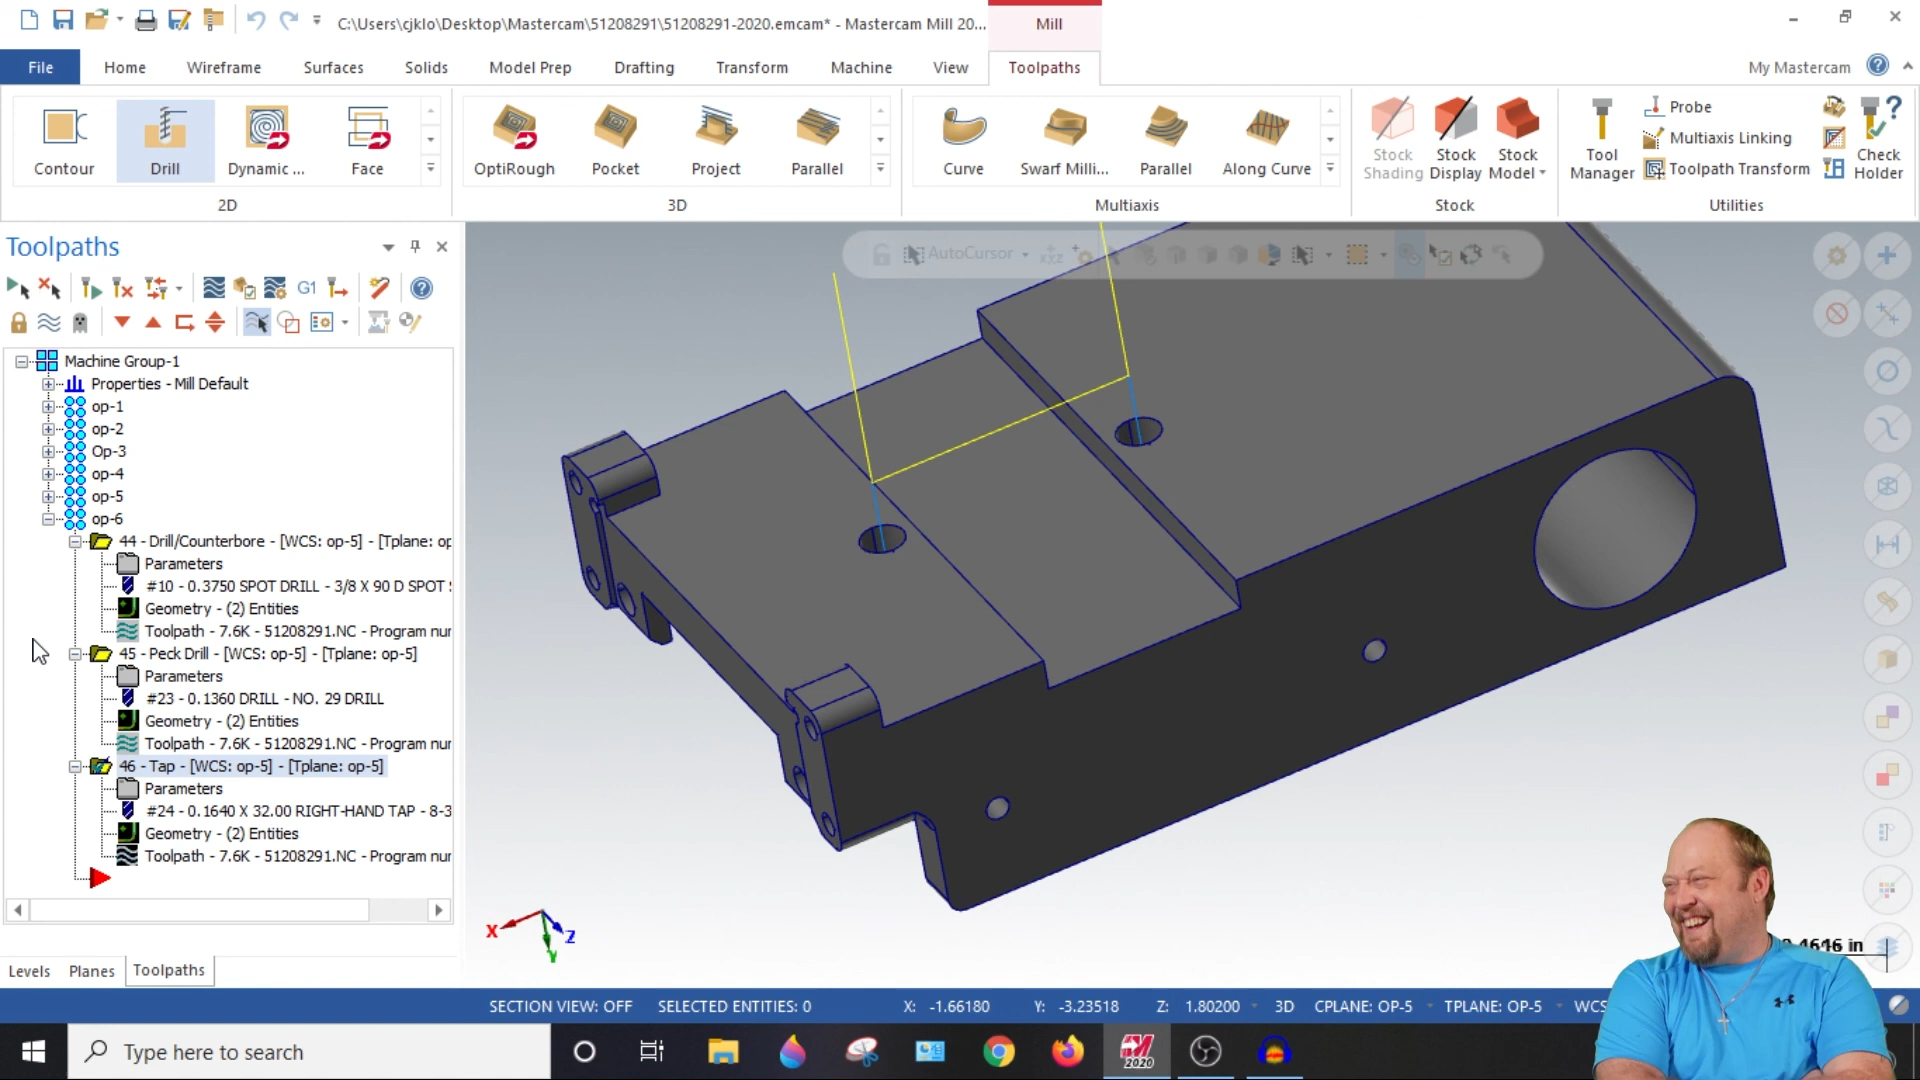 C:\Users\cjklo\Desktop\Mastercam\51208291\51208291-2020.emcam* - Mastercam Mill 20...
Mill
File
Home
Wireframe
Surfaces
Solids
Model Prep
Drafting
Transform
Machine
View
Toolpaths
My Mastercam
Contour
Drill
Dynamic ...
Face
2D
OptiRough
Pocket
Project
Parallel
3D
Curve
Swarf Milli...
Parallel
Along Curve
Multiaxis
Stock
Shading
Stock
Display
Stock
Model
Stock
Tool
Manager
Probe
Multiaxis Linking
Toolpath Transform
Check
Holder
Utilities
Toolpaths
G1
AutoCursor
Machine Group-1
Properties - Mill Default
op-1
op-2
Op-3
op-4
op-5
op-6
44 - Drill/Counterbore - [WCS: op-5] - [Tplane: op
Parameters
#10 - 0.3750 SPOT DRILL - 3/8 X 90 D SPOT
Geometry - (2) Entities
Toolpath - 7.6K - 51208291.NC - Program nur
45 - Peck Drill - [WCS: op-5] - [Tplane: op-5]
Parameters
#23 - 0.1360 DRILL - NO. 29 DRILL
Geometry - (2) Entities
Toolpath - 7.6K - 51208291.NC - Program nur
46 - Tap - [WCS: op-5] - [Tplane: op-5]
Parameters
#24 - 0.1640 X 32.00 RIGHT-HAND TAP - 8-3
Geometry - (2) Entities
Toolpath - 7.6K - 51208291.NC - Program nur
X
Z
Y
4646 in
Levels
Planes
Toolpaths
SECTION VIEW: OFF
SELECTED ENTITIES: 0
X: -1.66180
Y: -3.23518
Z: 1.80200
3D
CPLANE: OP-5
TPLANE: OP-5
WCS
Type here to search
2020